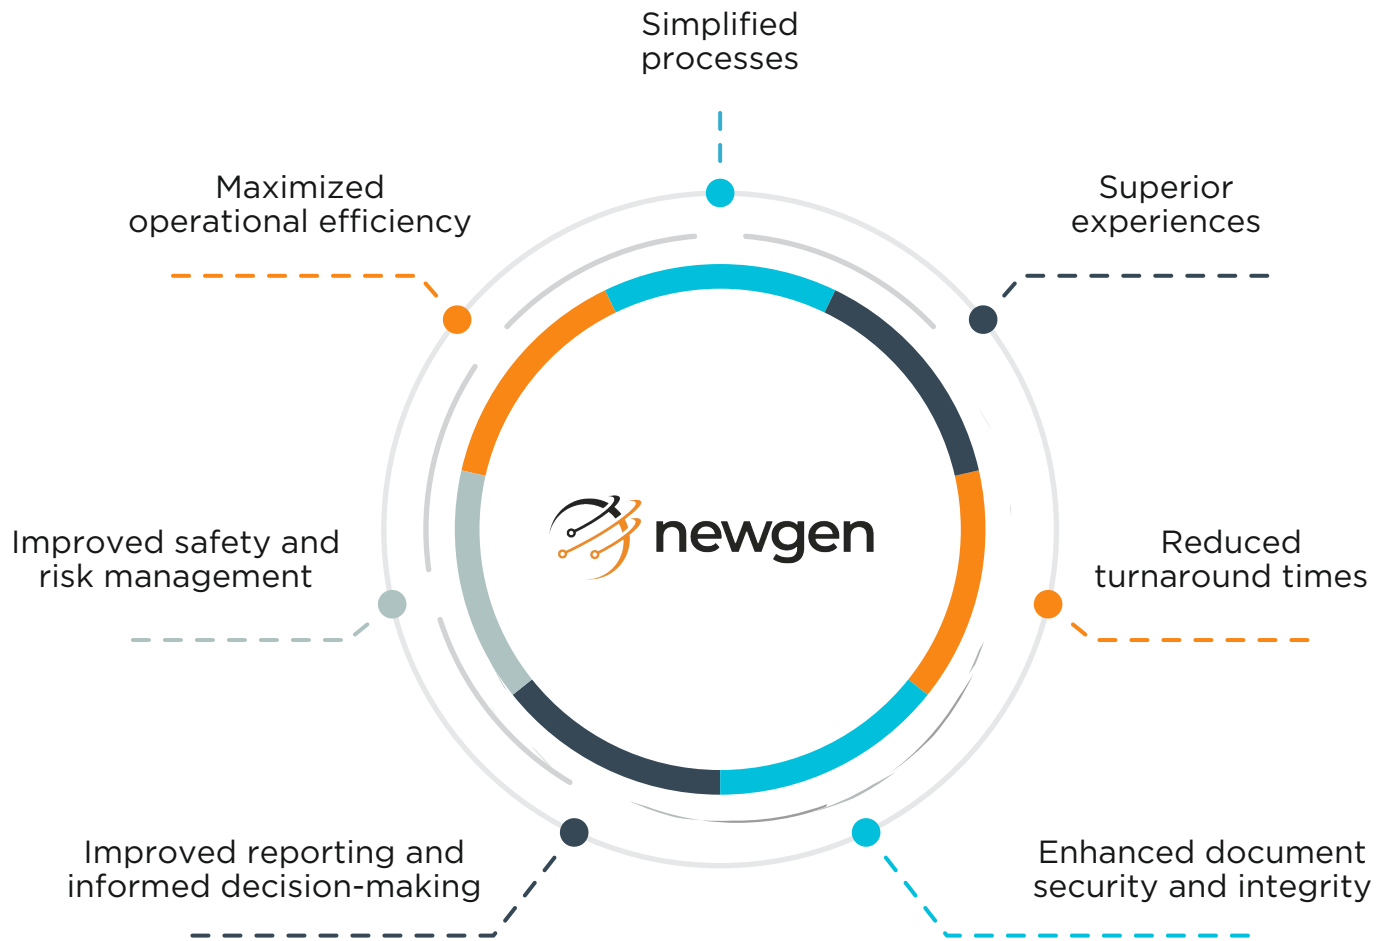 Simplified
processes
Maximized
operational efficiency
Superior
experiences
Improved safety and
risk management
newgen
Reduced
turnaround times
Improved reporting and
informed decision-making
Enhanced document
security and integrity